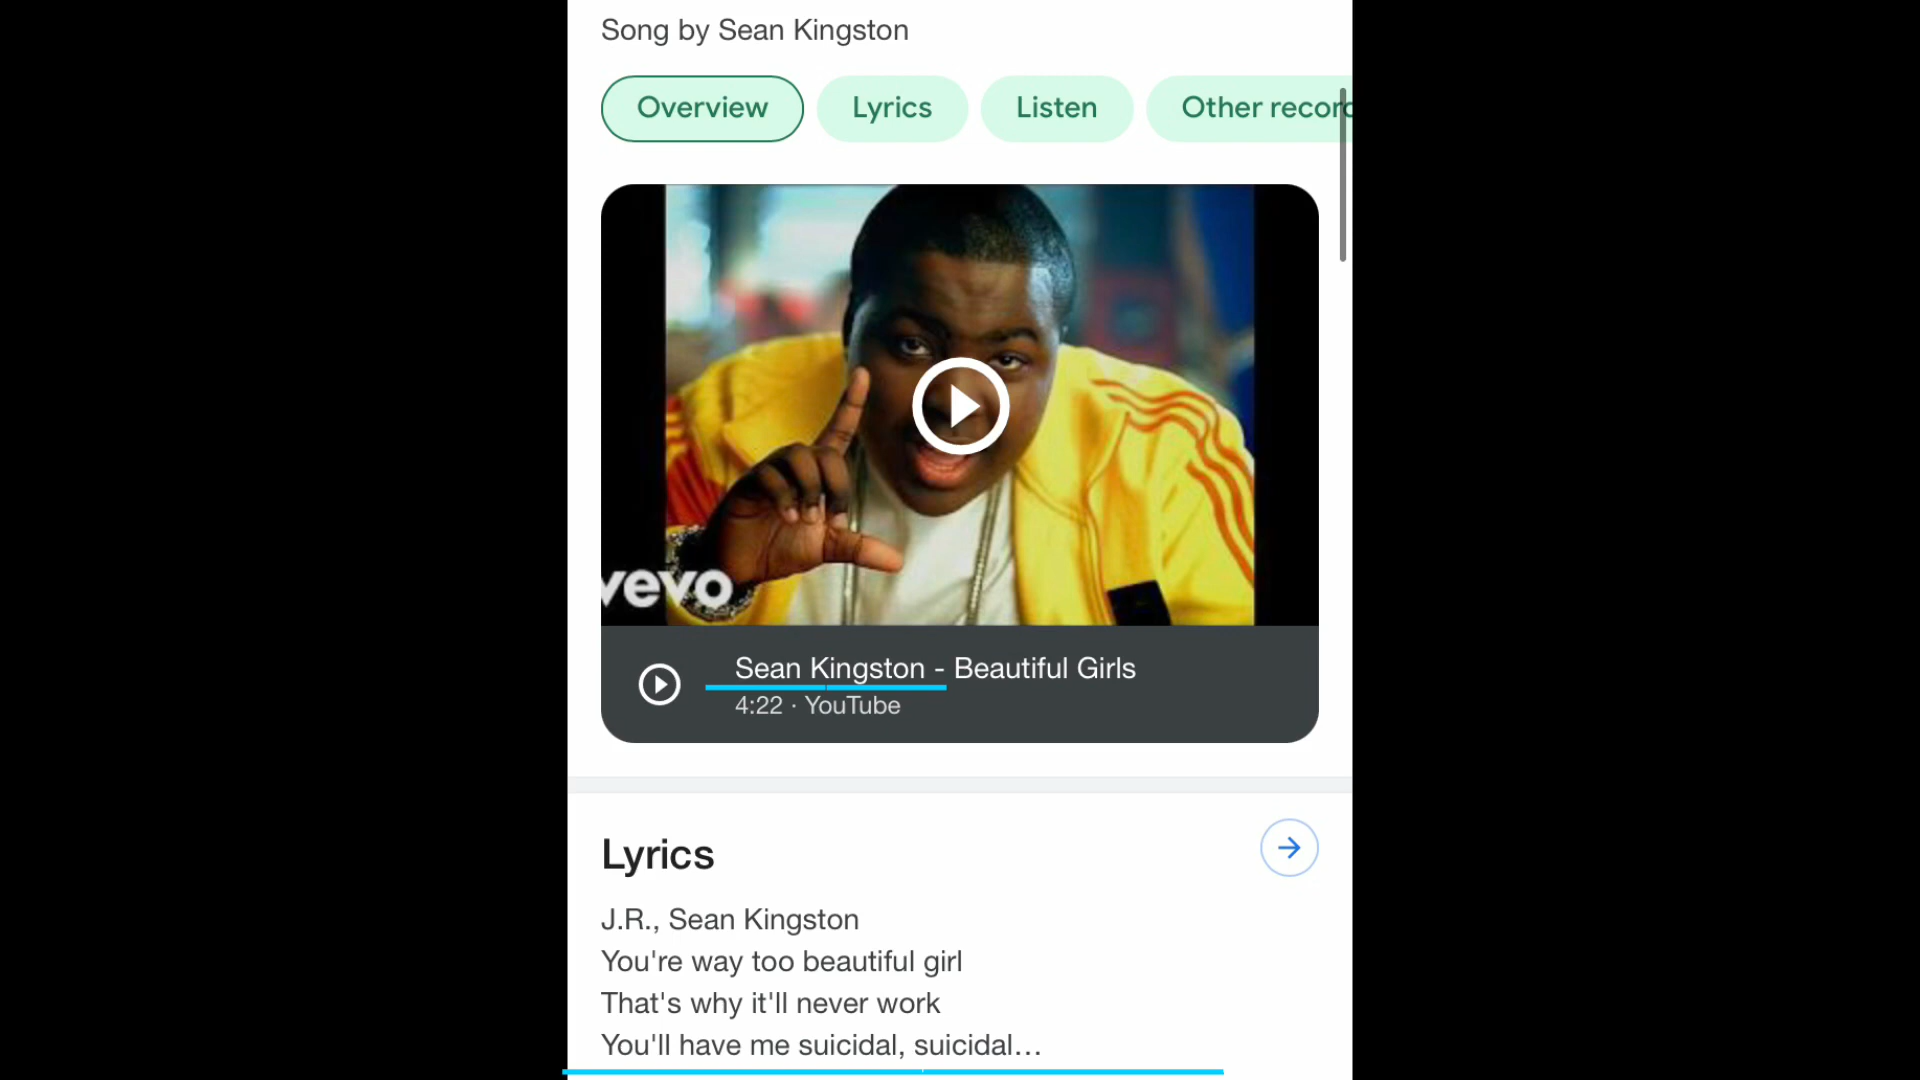 Song by Sean Kingston
Overview
Lyrics
Listen
Other record
vevo
Sean Kingston - Beautiful Girls
4:22 · YouTube
Lyrics
J.R., Sean Kingston
You're way too beautiful girl
That's why it'll never work
You'll have me suicidal, suicidal...